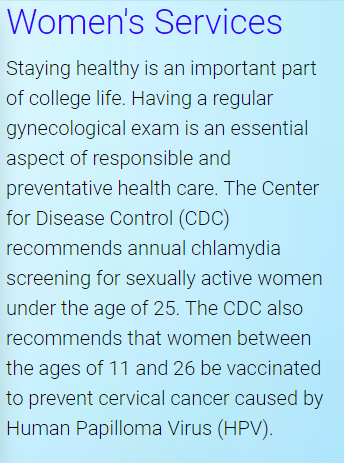 Women's Services
Staying healthy is an important part
of college life. Having a regular
gynecological exam is an essential
aspect of responsible and
preventative health care. The Center
for Disease Control (CDC)
recommends annual chlamydia
screening for sexually active women
under the age of 25. The CDC also
recommends that women between
the ages of 11 and 26 be vaccinated
to prevent cervical cancer caused by
Human Papilloma Virus (HPV).